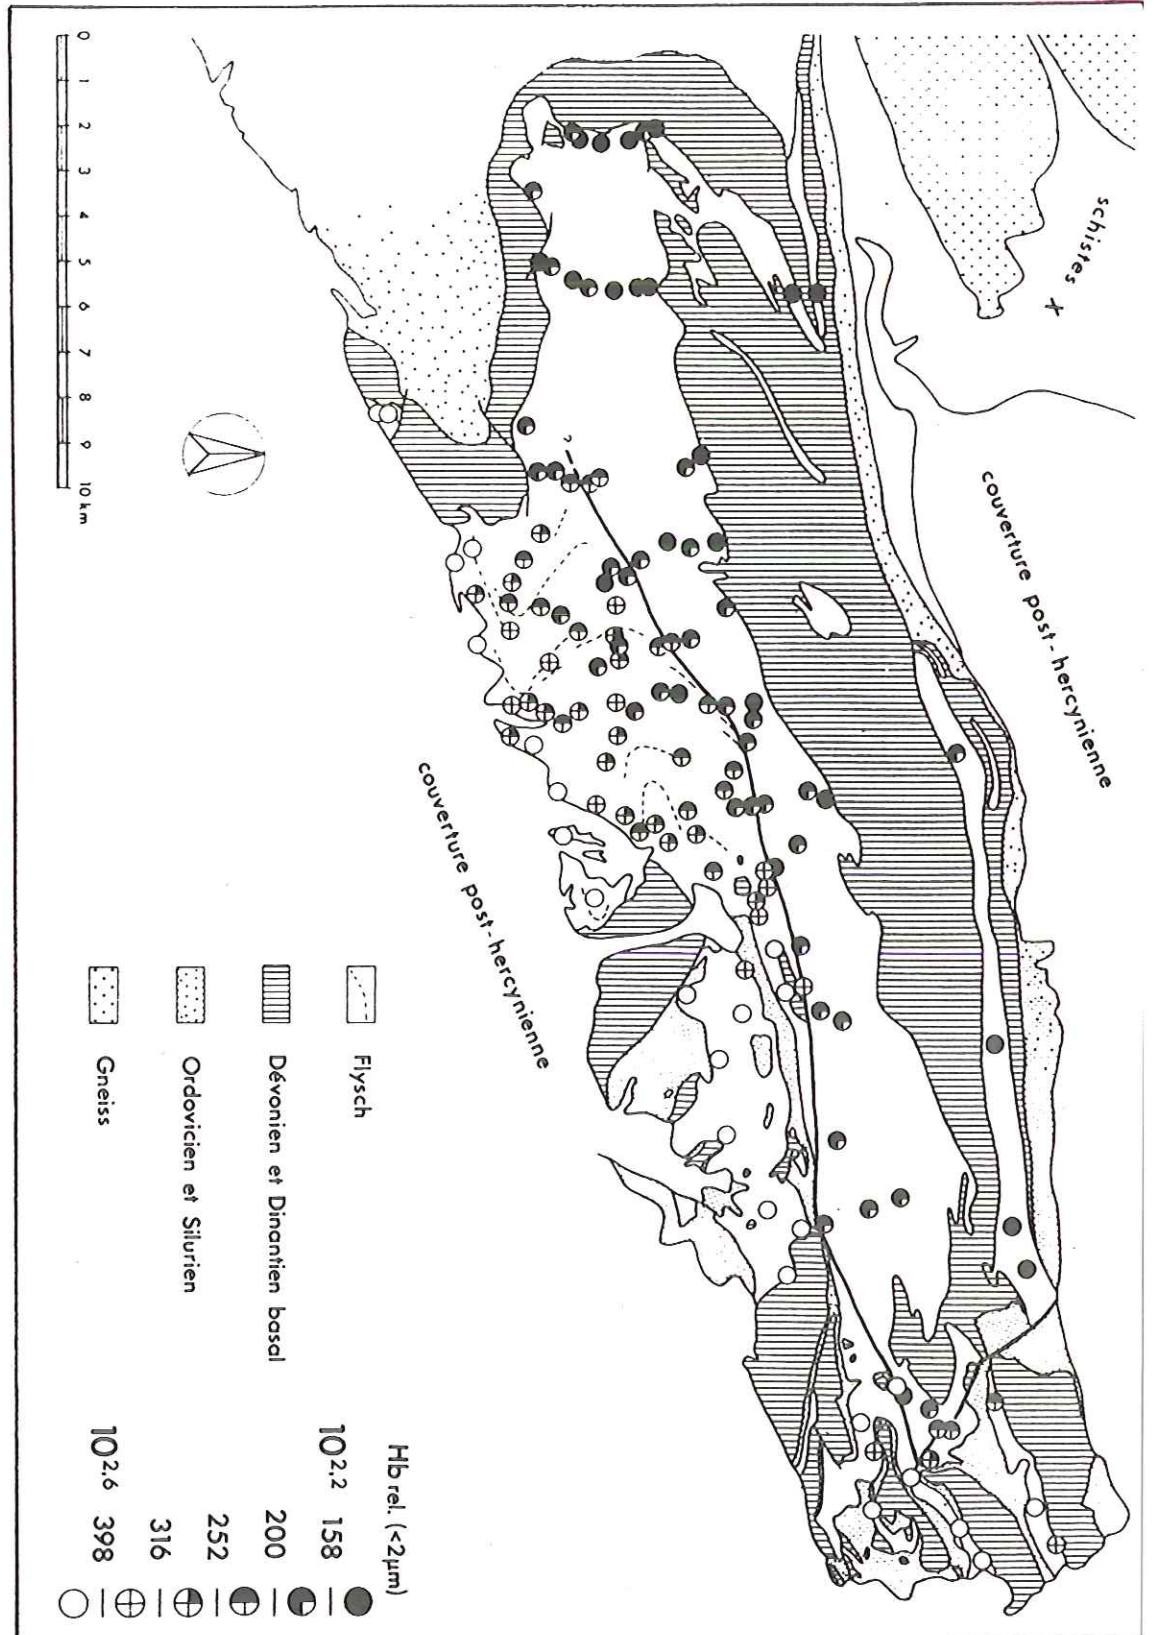 0 1 2 3 4 5 6 7 8 9 10 km
schistes X
couverture post-hercynienne
couverture post-hercynienne
?
Flysch
Dévonien et Dinantien basal
Ordovicien et Silurien
Gneiss
Hb rel. (<2µm)
10^2,2 158
200
252
316
10^2.6 398